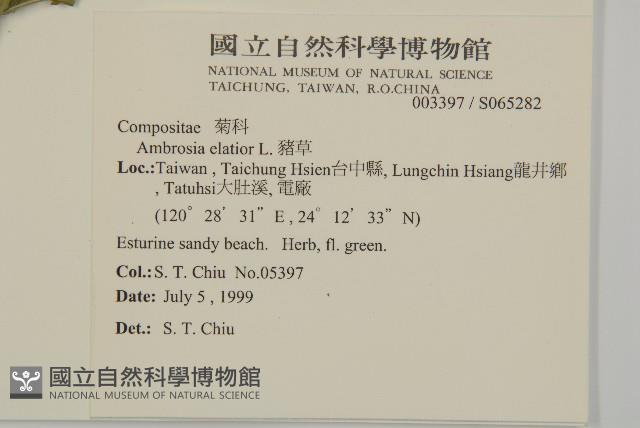 國立自然科學博物館
NATIONAL MUSEUM OF NATURAL SCIENCE
TAICHUNG, TAIWAN, R.O.CHINA
003397 / S065282
Compositae 菊科
Ambrosia elatior L. 豬草
Loc.:Taiwan , Taichung Hsien台中縣, Lungchin Hsiang龍井鄉
, Tatuhsi大肚溪, 電廠
(120° 28’ 31” E , 24° 12’ 33” N)
Esturine sandy beach. Herb, fl. green.
Col.: S. T. Chiu No.05397
Date: July 5 , 1999
Det.: S. T. Chiu
國立自然科學博物館
NATIONAL MUSEUM OF NATURAL SCIENCE